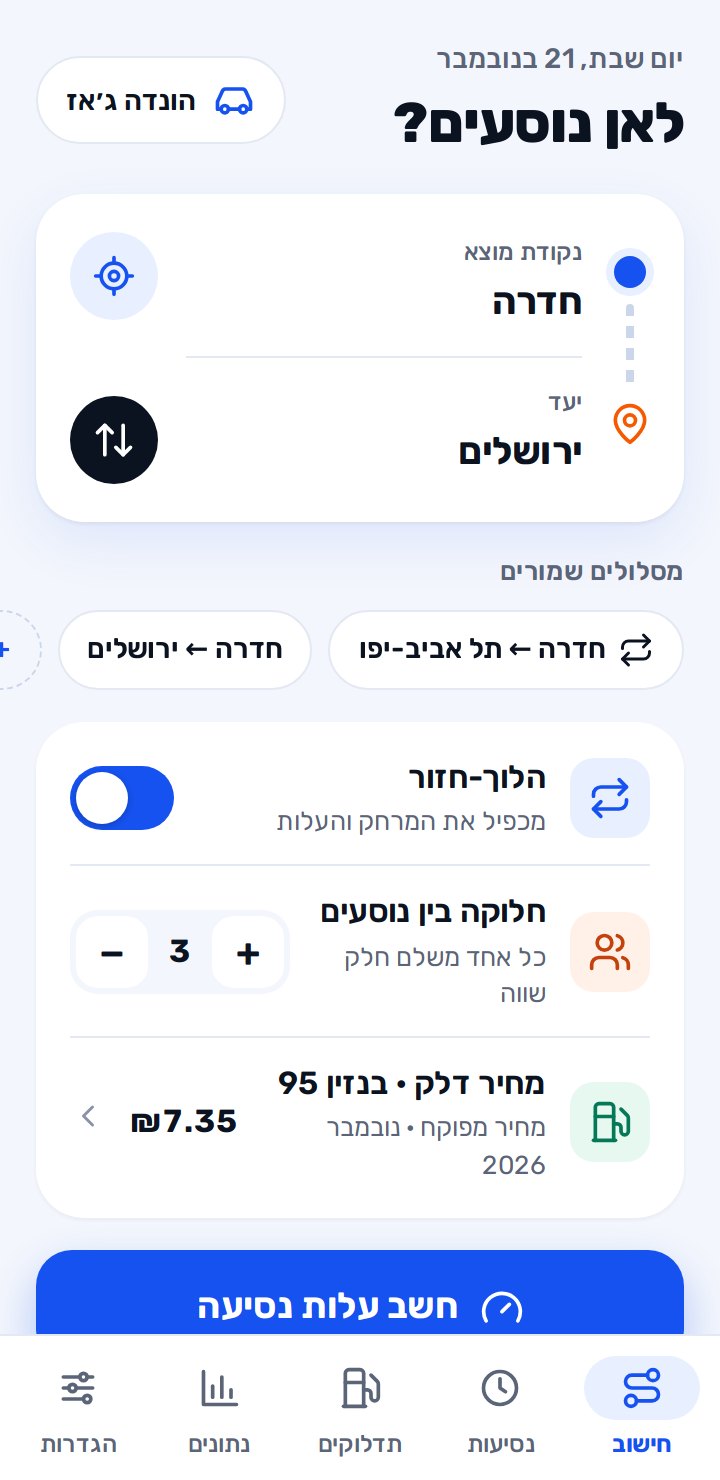 יום שבת, 21 בנובמבר
לאן נוסעים?
הונדה ג׳אז
נקודת מוצא
חדרה
יעד
ירושלים
מסלולים שמורים
חדרה ← תל אביב-יפו
חדרה ← ירושלים
+
הלוך-חזור
מכפיל את המרחק והעלות
חלוקה בין נוסעים
כל אחד משלם חלק
שווה
+ 3 −
מחיר דלק • בנזין 95
מחיר מפוקח • נובמבר
2026
₪7.35
חשב עלות נסיעה
חישוב
נסיעות
תדלוקים
נתונים
הגדרות